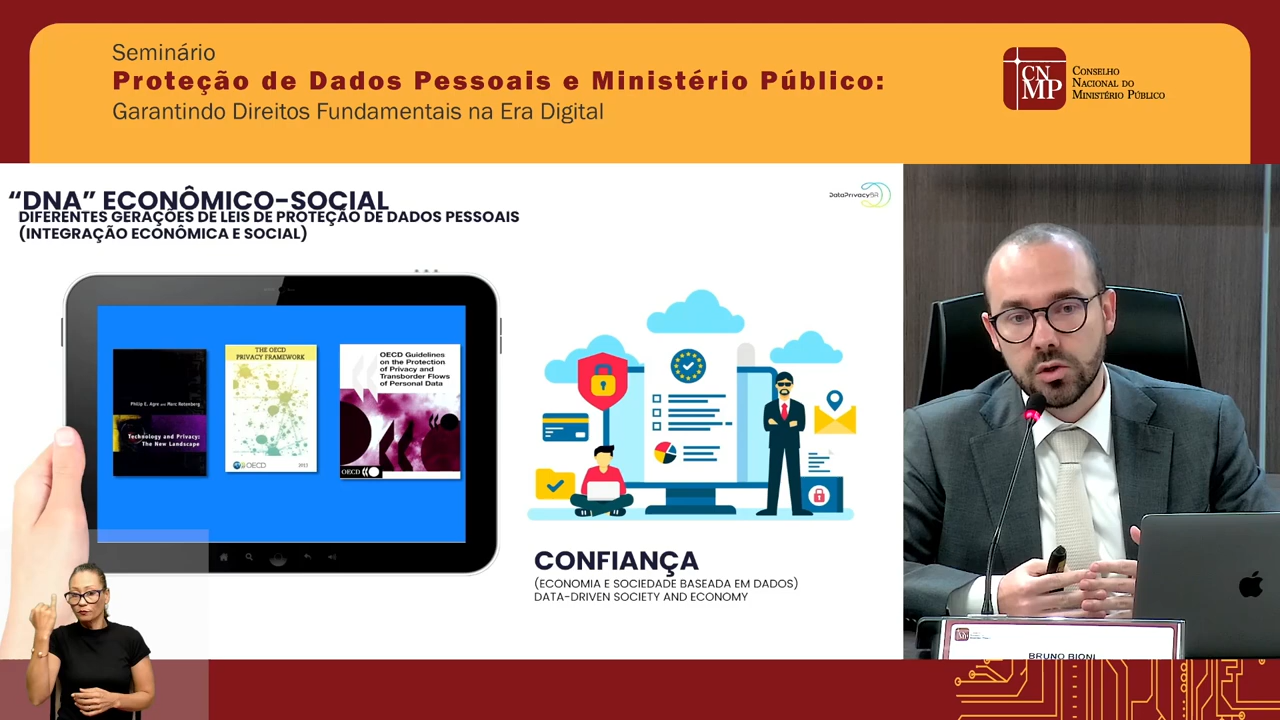 Seminário
Proteção de Dados Pessoais e Ministério Público:
Garantindo Direitos Fundamentais na Era Digital
CN
MP
CONSELHO
NACIONAL DO
MINISTÉRIO PÚBLICO
“DNA” ECONÔMICO-SOCIAL
DIFERENTES GERAÇÕES DE LEIS DE PROTEÇÃO DE DADOS PESSOAIS
(INTEGRAÇÃO ECONÔMICA E SOCIAL)
DataPrivacyBR
Philip E. Agre and Marc Rotenberg
Technology and Privacy:
The New Landscape
THE OECD
PRIVACY FRAMEWORK
OECD
2013
OECD Guidelines
on the Protection
of Privacy and
Transborder Flows
of Personal Data
OECD
CONFIANÇA
(ECONOMIA E SOCIEDADE BASEADA EM DADOS)
DATA-DRIVEN SOCIETY AND ECONOMY
BRUNO BIONI